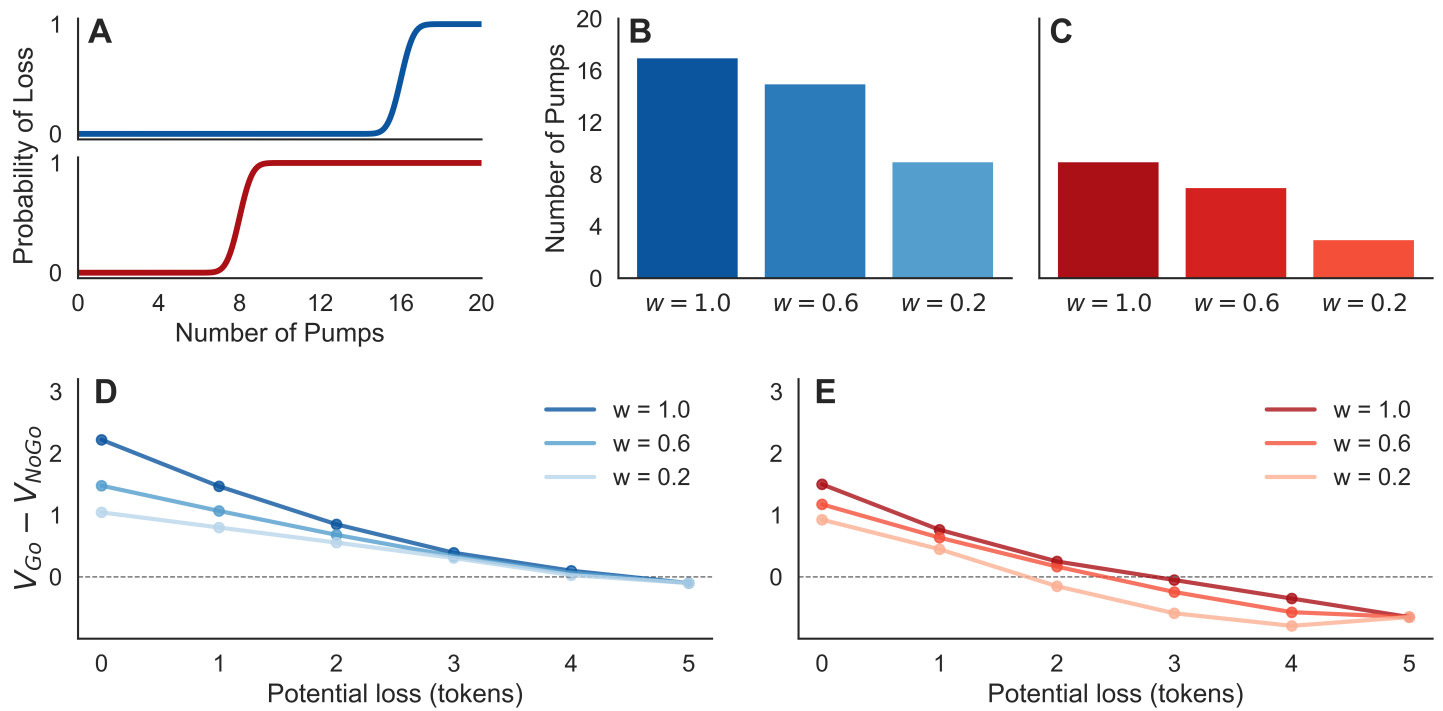 A
Probability of Loss
1
0
1
0
0 4 8 12 16 20
Number of Pumps
B
Number of Pumps
20
16
12
8
4
0
w = 1.0 w = 0.6 w = 0.2
C
w = 1.0 w = 0.6 w = 0.2
D
V_Go − V_NoGo
3
2
1
0
w = 1.0
w = 0.6
w = 0.2
0 1 2 3 4 5
Potential loss (tokens)
E
3
2
1
0
w = 1.0
w = 0.6
w = 0.2
0 1 2 3 4 5
Potential loss (tokens)